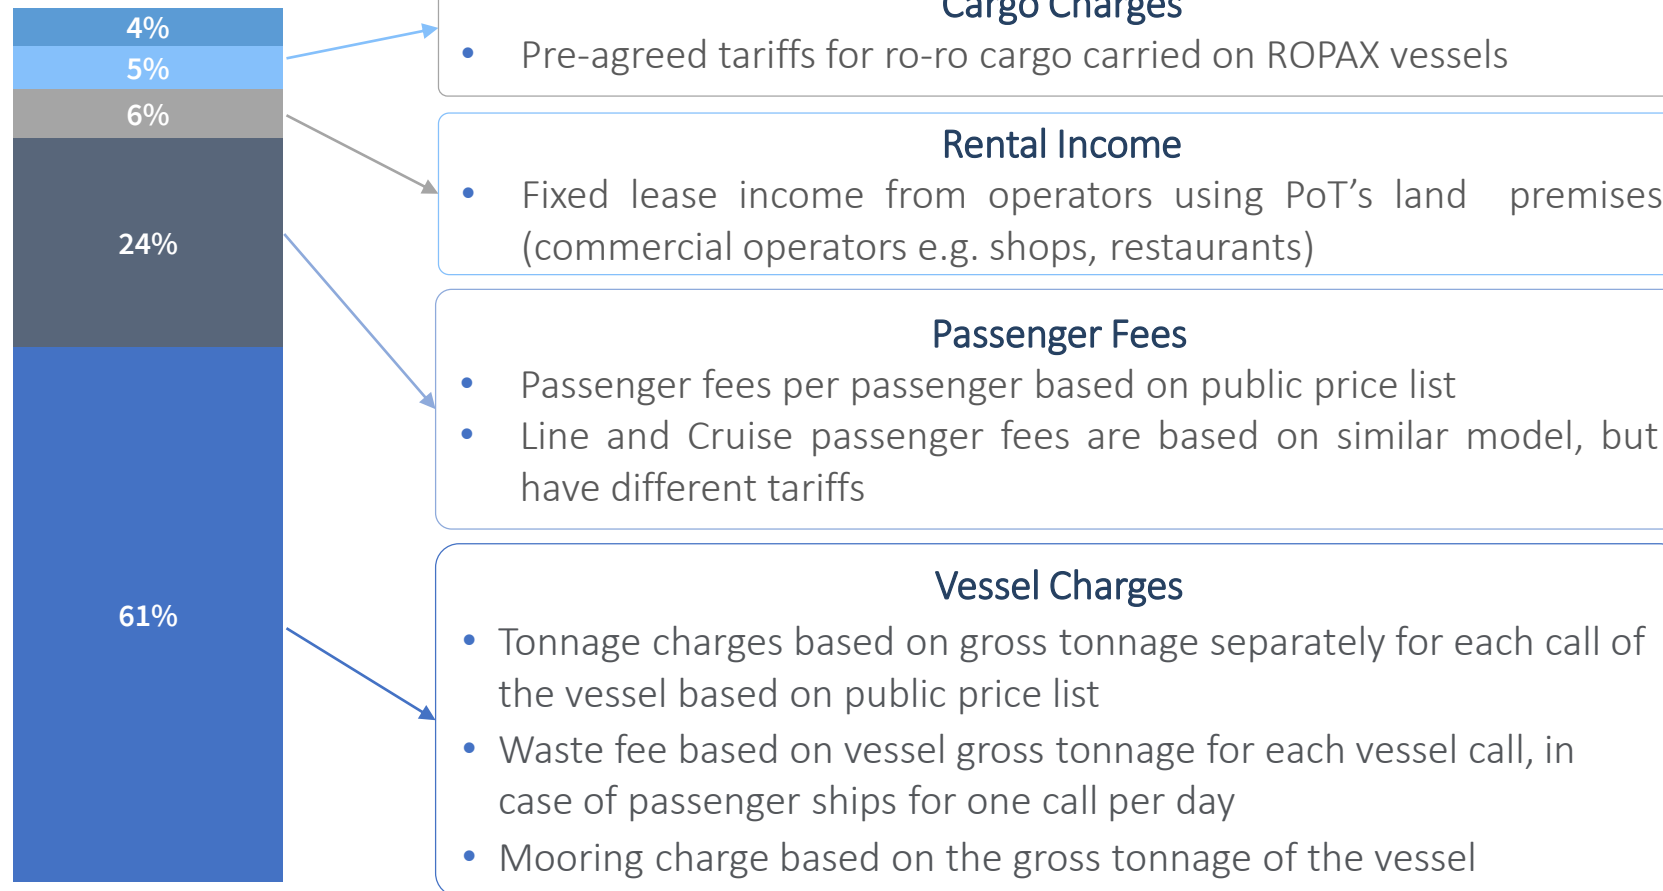 4%
5%
6%
24%
61%
Cargo Charges
• Pre-agreed tariffs for ro-ro cargo carried on ROPAX vessels
Rental Income
• Fixed lease income from operators using PoT’s land premises
(commercial operators e.g. shops, restaurants)
Passenger Fees
• Passenger fees per passenger based on public price list
• Line and Cruise passenger fees are based on similar model, but
have different tariffs
Vessel Charges
• Tonnage charges based on gross tonnage separately for each call of
the vessel based on public price list
• Waste fee based on vessel gross tonnage for each vessel call, in
case of passenger ships for one call per day
• Mooring charge based on the gross tonnage of the vessel